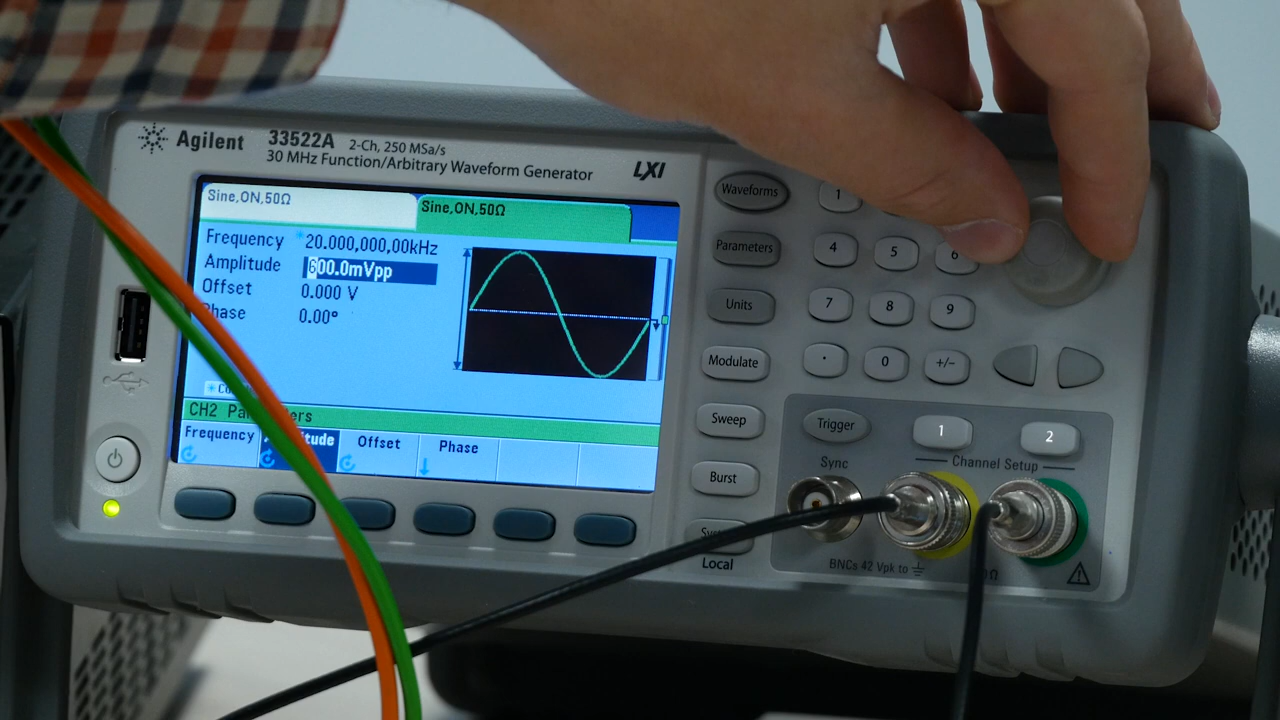 Agilent 33522A 2-Ch, 250 MSa/s
30 MHz Function/Arbitrary Waveform Generator
LXI
Sine,ON,50Ω
Sine,ON,50Ω
Frequency 20.000,000,00kHz
Amplitude 600.0mVpp
Offset 0.000 V
hase 0.00°
CH2
Frequency
tude
Offset
Phase
Waveforms
Parameters
Units
Modulate
Sweep
Burst
Local
1
4 5 6
7 8 9
. 0 +/-
Trigger
1
2
Sync
Channel Setup
BNCs 42 Vpk to
Ω